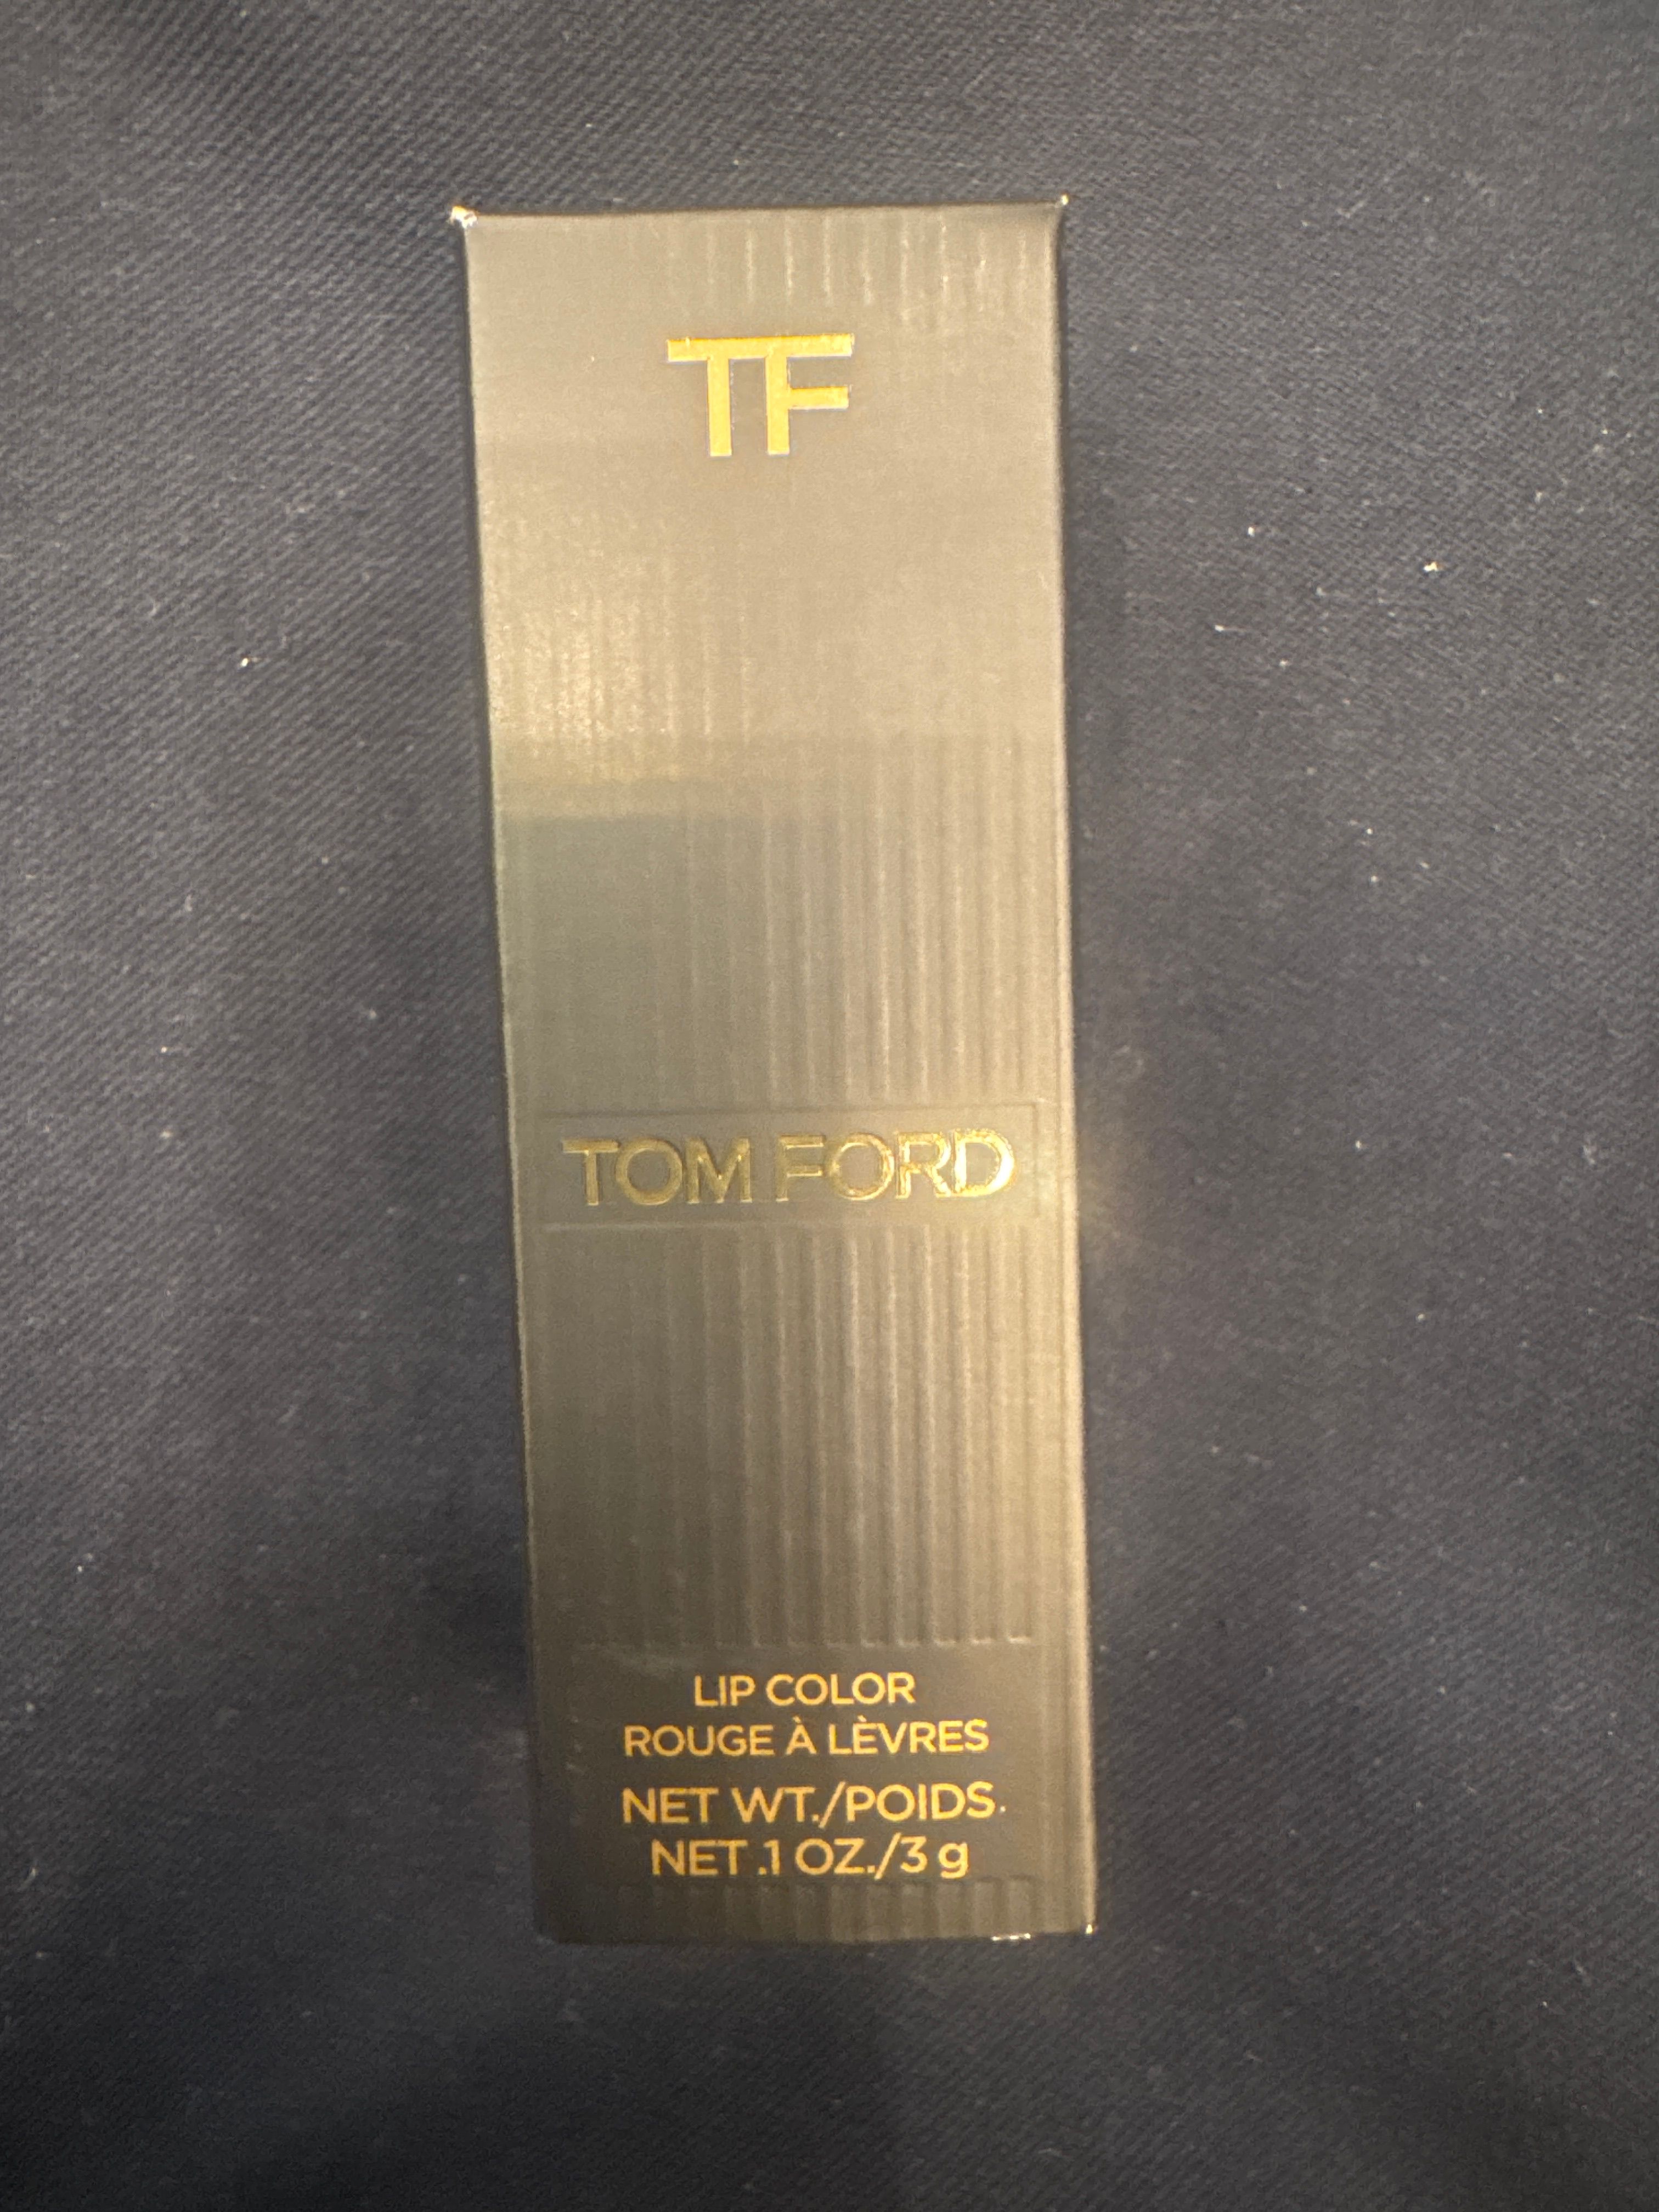 TF
TOM FORD
LIP COLOR
ROUGE À LÈVRES
NET WT./POIDS
NET .1 OZ./3 g